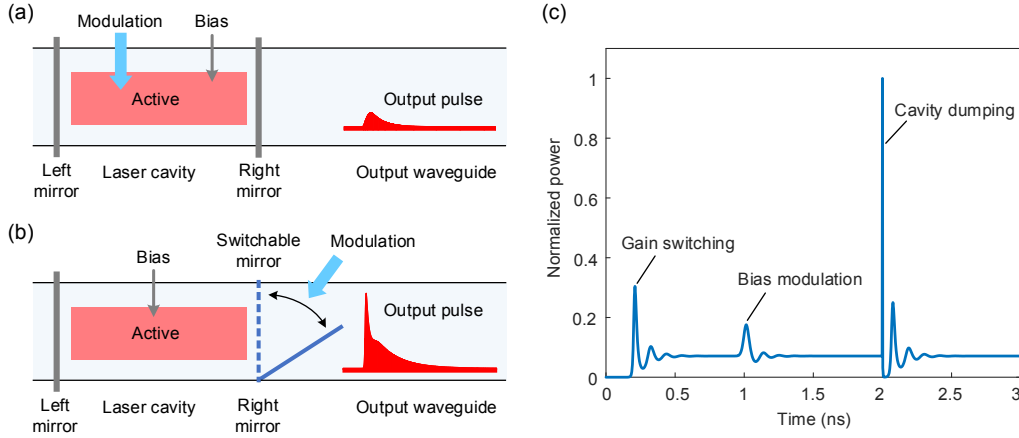 (a)
Modulation
Bias
Active
Output pulse
Left
mirror
Laser cavity
Right
mirror
Output waveguide
(b)
Bias
Switchable
mirror
Modulation
Active
Output pulse
Left
mirror
Laser cavity
Right
mirror
Output waveguide
(c)
Normalized power
1
0.8
0.6
0.4
0.2
0
Gain switching
Bias modulation
Cavity dumping
0
0.5
1
1.5
2
2.5
3
Time (ns)